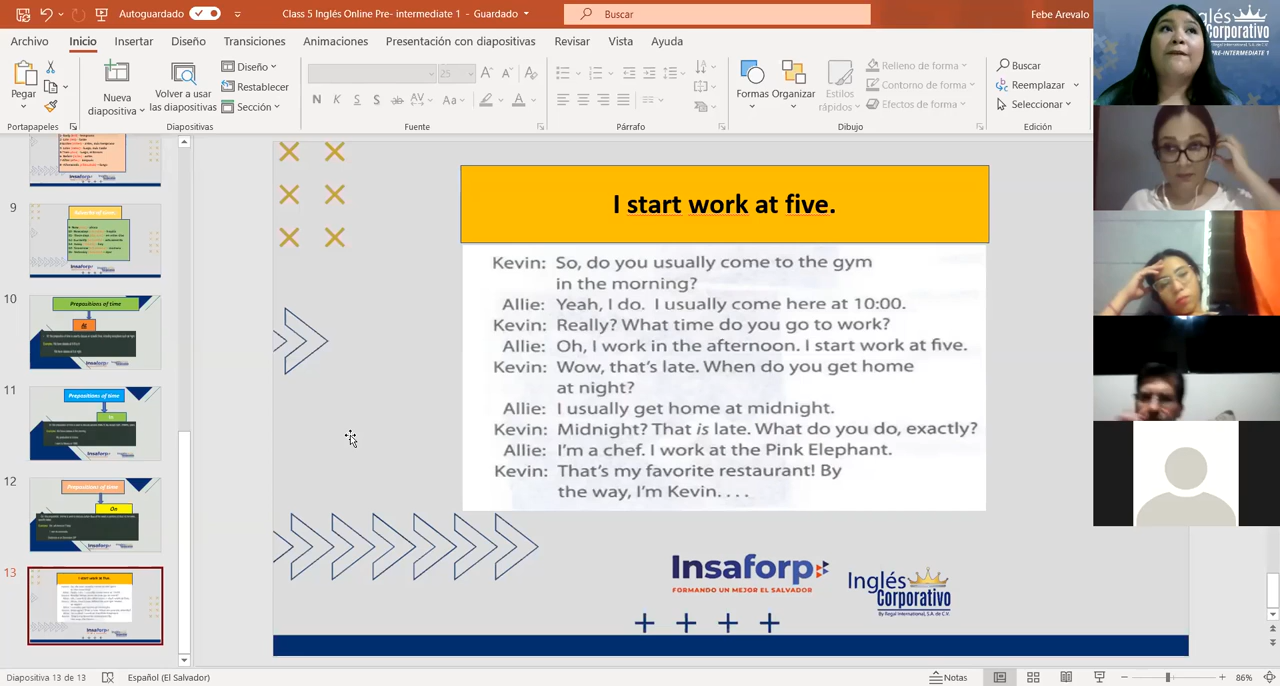 Autoguardado
Class 5 Inglés Online Pre- intermediate 1 - Guardado
Buscar
Febe Arevalo
Archivo Inicio Insertar Diseño Transiciones Animaciones Presentación con diapositivas Revisar Vista Ayuda
Pegar
Nueva diapositiva
Volver a usar las diapositivas
Diseño
Restablecer
Sección
25
N K S S ab AV Aa A
Formas
Organizar
Estilos rápidos
Relleno de forma
Contorno de forma
Efectos de forma
Buscar
Reemplazar
Seleccionar
Portapapeles Diapositivas Fuente Párrafo Dibujo Edición
Inglés
Corporativo
PRE-INTERMEDIATE 1
9
10
Prepositions of time
At
11
Prepositions of time
In
12
Prepositions of time
On
13
I start work at five.
I start work at five.
Kevin: So, do you usually come to the gym
in the morning?
Allie: Yeah, I do. I usually come here at 10:00.
Kevin: Really? What time do you go to work?
Allie: Oh, I work in the afternoon. I start work at five.
Kevin: Wow, that's late. When do you get home
at night?
Allie: I usually get home at midnight.
Kevin: Midnight? That is late. What do you do, exactly?
Allie: I'm a chef. I work at the Pink Elephant.
Kevin: That's my favorite restaurant! By
the way, I'm Kevin. . . .
Insaforp
FORMANDO UN MEJOR EL SALVADOR
Inglés
Corporativo
By Regal International, S.A. de C.V.
Diapositiva 13 de 13
Español (El Salvador)
Notas
86%